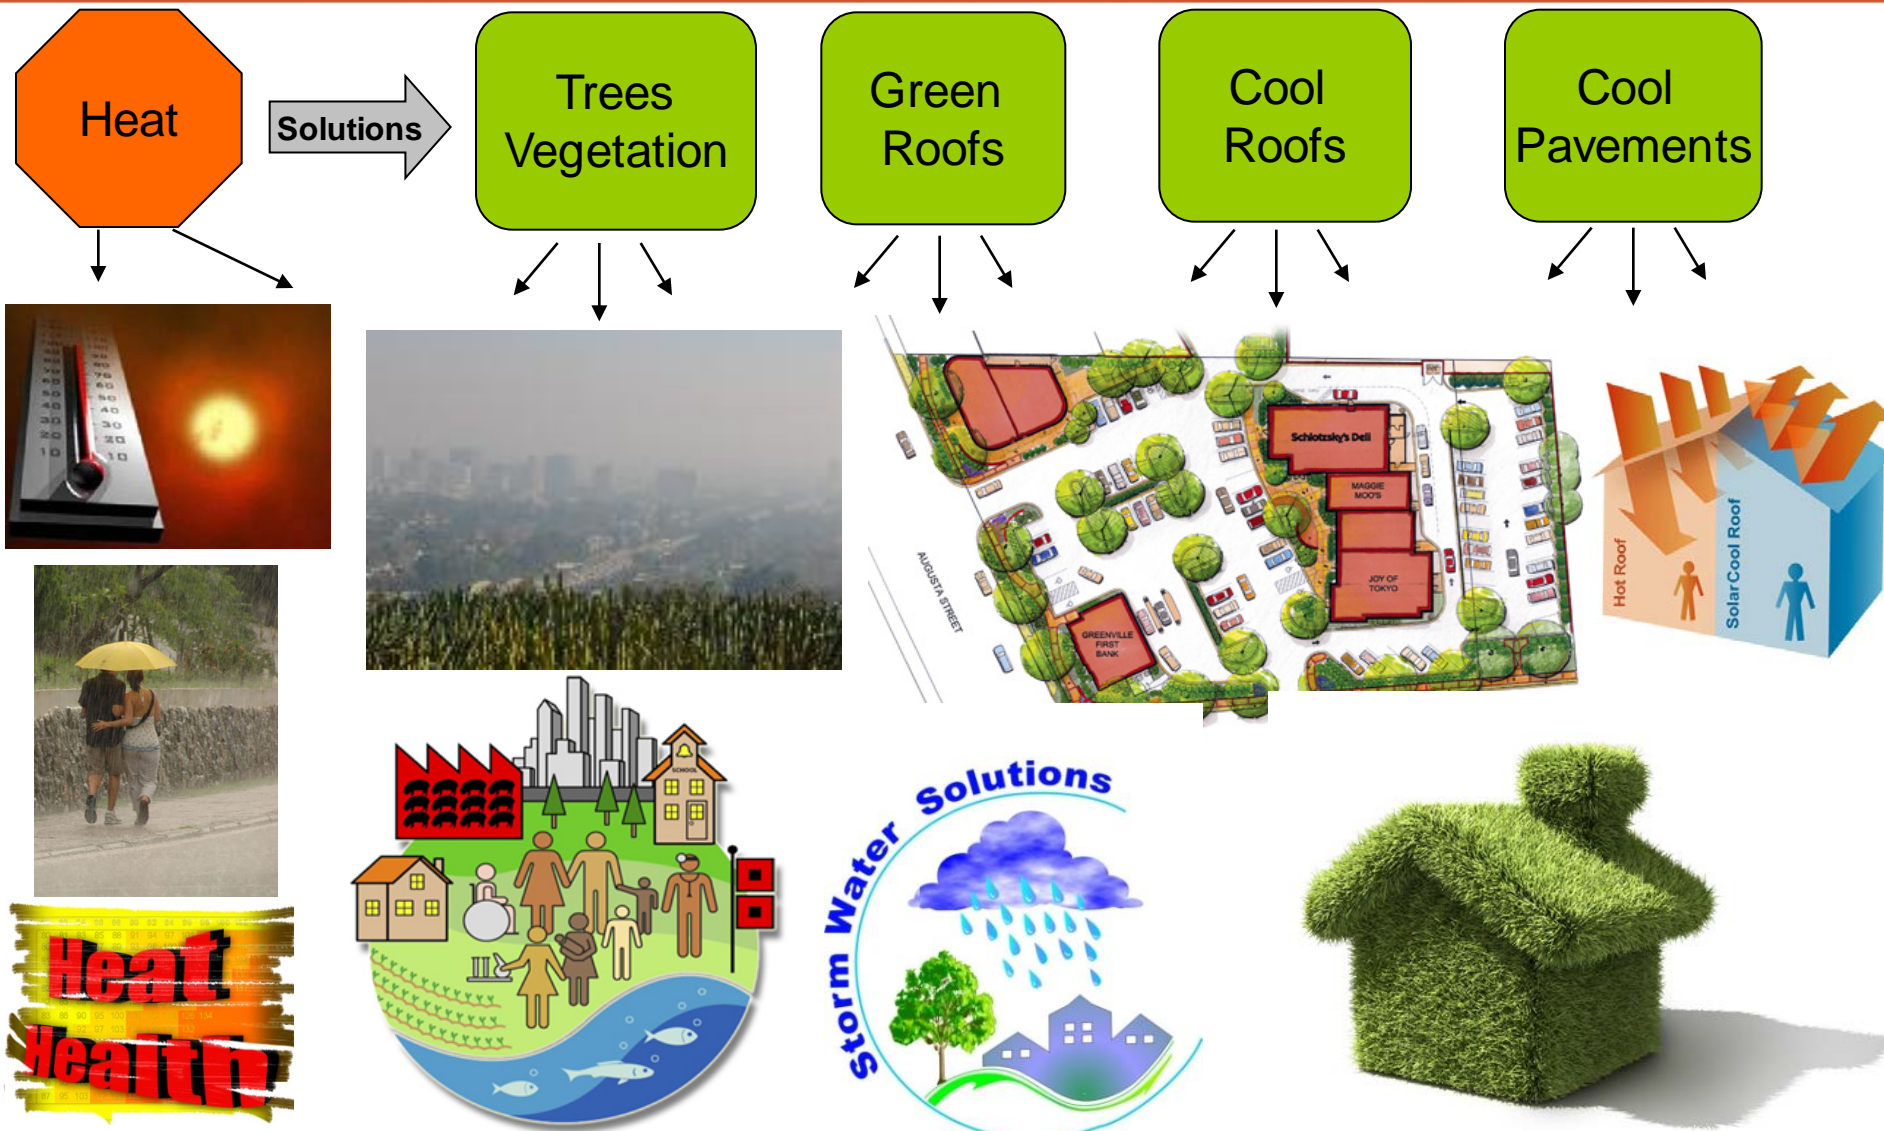 Heat
Solutions
Trees
Vegetation
Green
Roofs
Cool
Roofs
Cool
Pavements
Schlotzsky's Deli
MAGGIE
MOO'S
JOY OF
TOKYO
GREENVILLE
FIRST
BANK
AUGUSTA STREET
Hot Roof
SolarCool Roof
SCHOOL
Storm Water Solutions
Heat
Health